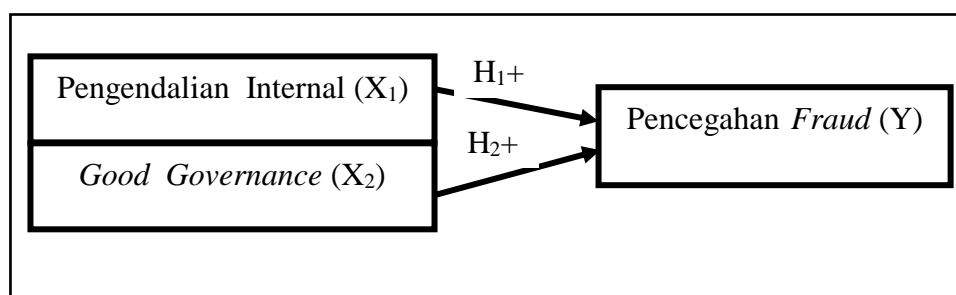 Pengendalian Internal (X₁)
H₁+
Pencegahan Fraud (Y)
H₂+
Good Governance (X₂)